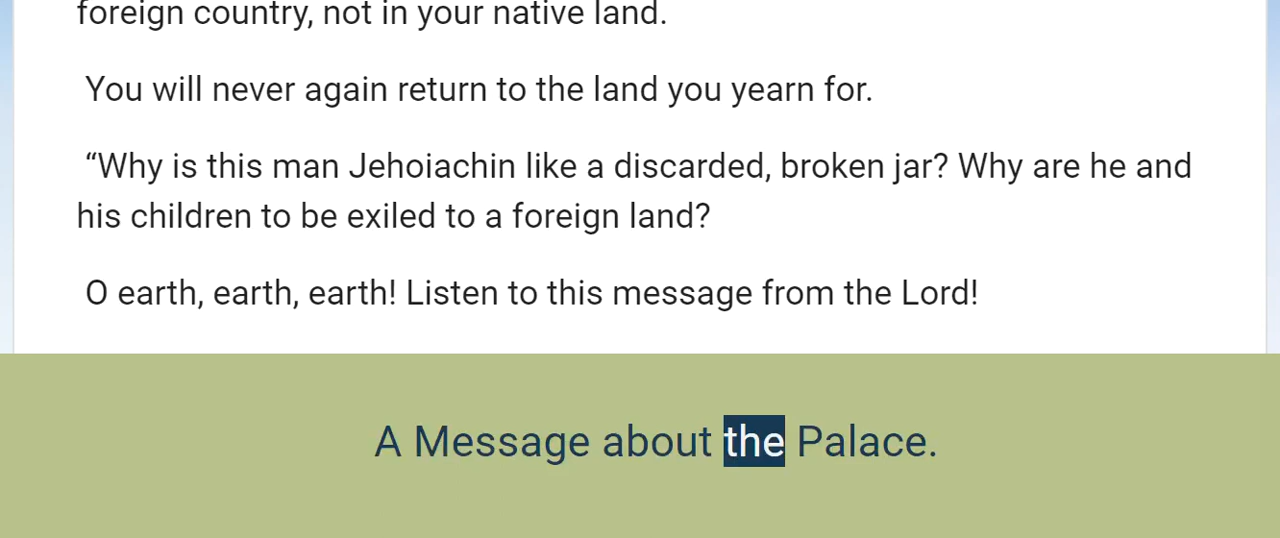 foreign country, not in your native land.
You will never again return to the land you yearn for.
“Why is this man Jehoiachin like a discarded, broken jar? Why are he and
his children to be exiled to a foreign land?
O earth, earth, earth! Listen to this message from the Lord!
A Message about the Palace.